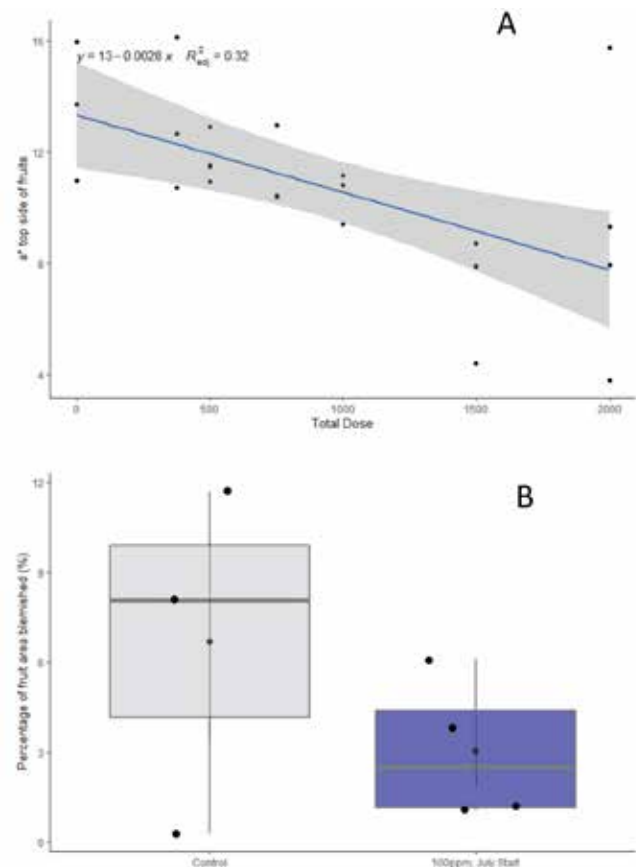 A
y = 13 − 0.0028 x R²adj = 0.32
16
12
8
4
a* top side of fruits
0 500 1000 1500 2000
Total Dose
B
12
9
6
3
0
Percentage of fruit area blemished (%)
Control 100ppm July Start